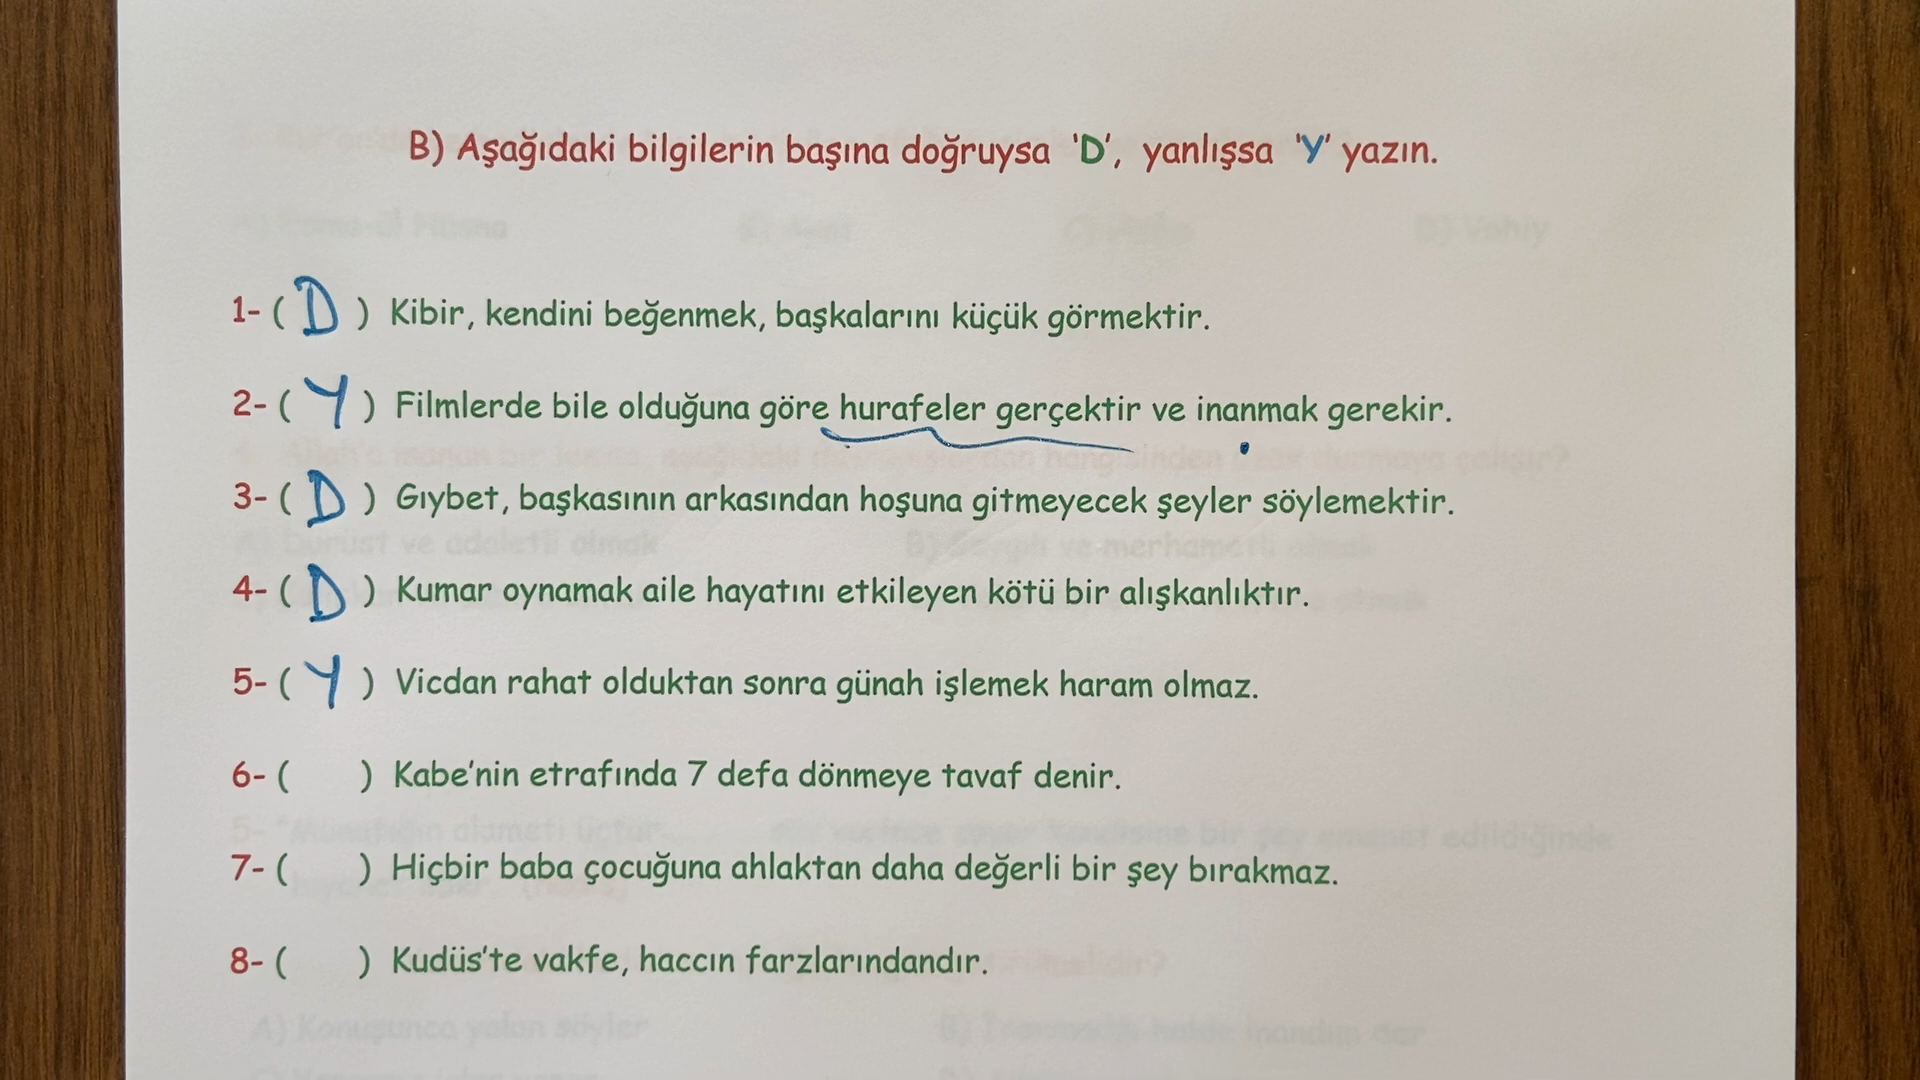 B) Aşağıdaki bilgilerin başına doğruysa 'D', yanlışsa 'Y' yazın.
1- ( D ) Kibir, kendini beğenmek, başkalarını küçük görmektir.
2- ( Y ) Filmlerde bile olduğuna göre hurafeler gerçektir ve inanmak gerekir.
3- ( D ) Gıybet, başkasının arkasından hoşuna gitmeyecek şeyler söylemektir.
4- ( D ) Kumar oynamak aile hayatını etkileyen kötü bir alışkanlıktır.
5- ( Y ) Vicdan rahat olduktan sonra günah işlemek haram olmaz.
6- ( ) Kabe'nin etrafında 7 defa dönmeye tavaf denir.
7- ( ) Hiçbir baba çocuğuna ahlaktan daha değerli bir şey bırakmaz.
8- ( ) Kudüs'te vakfe, haccın farzlarındandır.